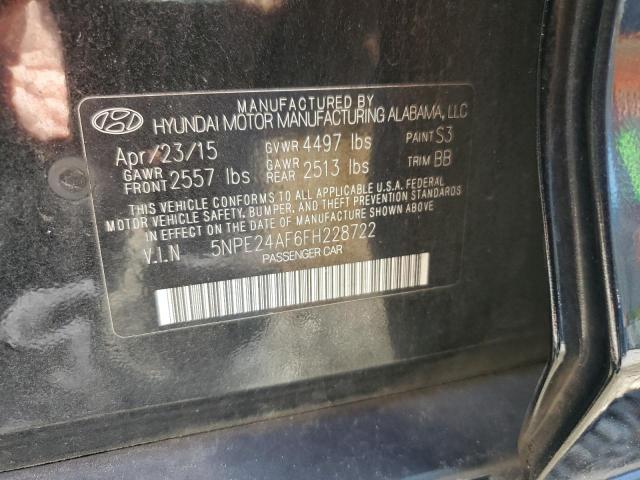 MANUFACTURED BY
HYUNDAI MOTOR MANUFACTURING ALABAMA, LLC
Apr/23/15 GVWR 4497 lbs PAINT S3
GAWR FRONT 2557 lbs GAWR REAR 2513 lbs TRIM BB
THIS VEHICLE CONFORMS TO ALL APPLICABLE U.S.A. FEDERAL
MOTOR VEHICLE SAFETY, BUMPER, AND THEFT PREVENTION STANDARDS
IN EFFECT ON THE DATE OF MANUFACTURE SHOWN ABOVE.
V.I.N 5NPE24AF6FH228722
PASSENGER CAR